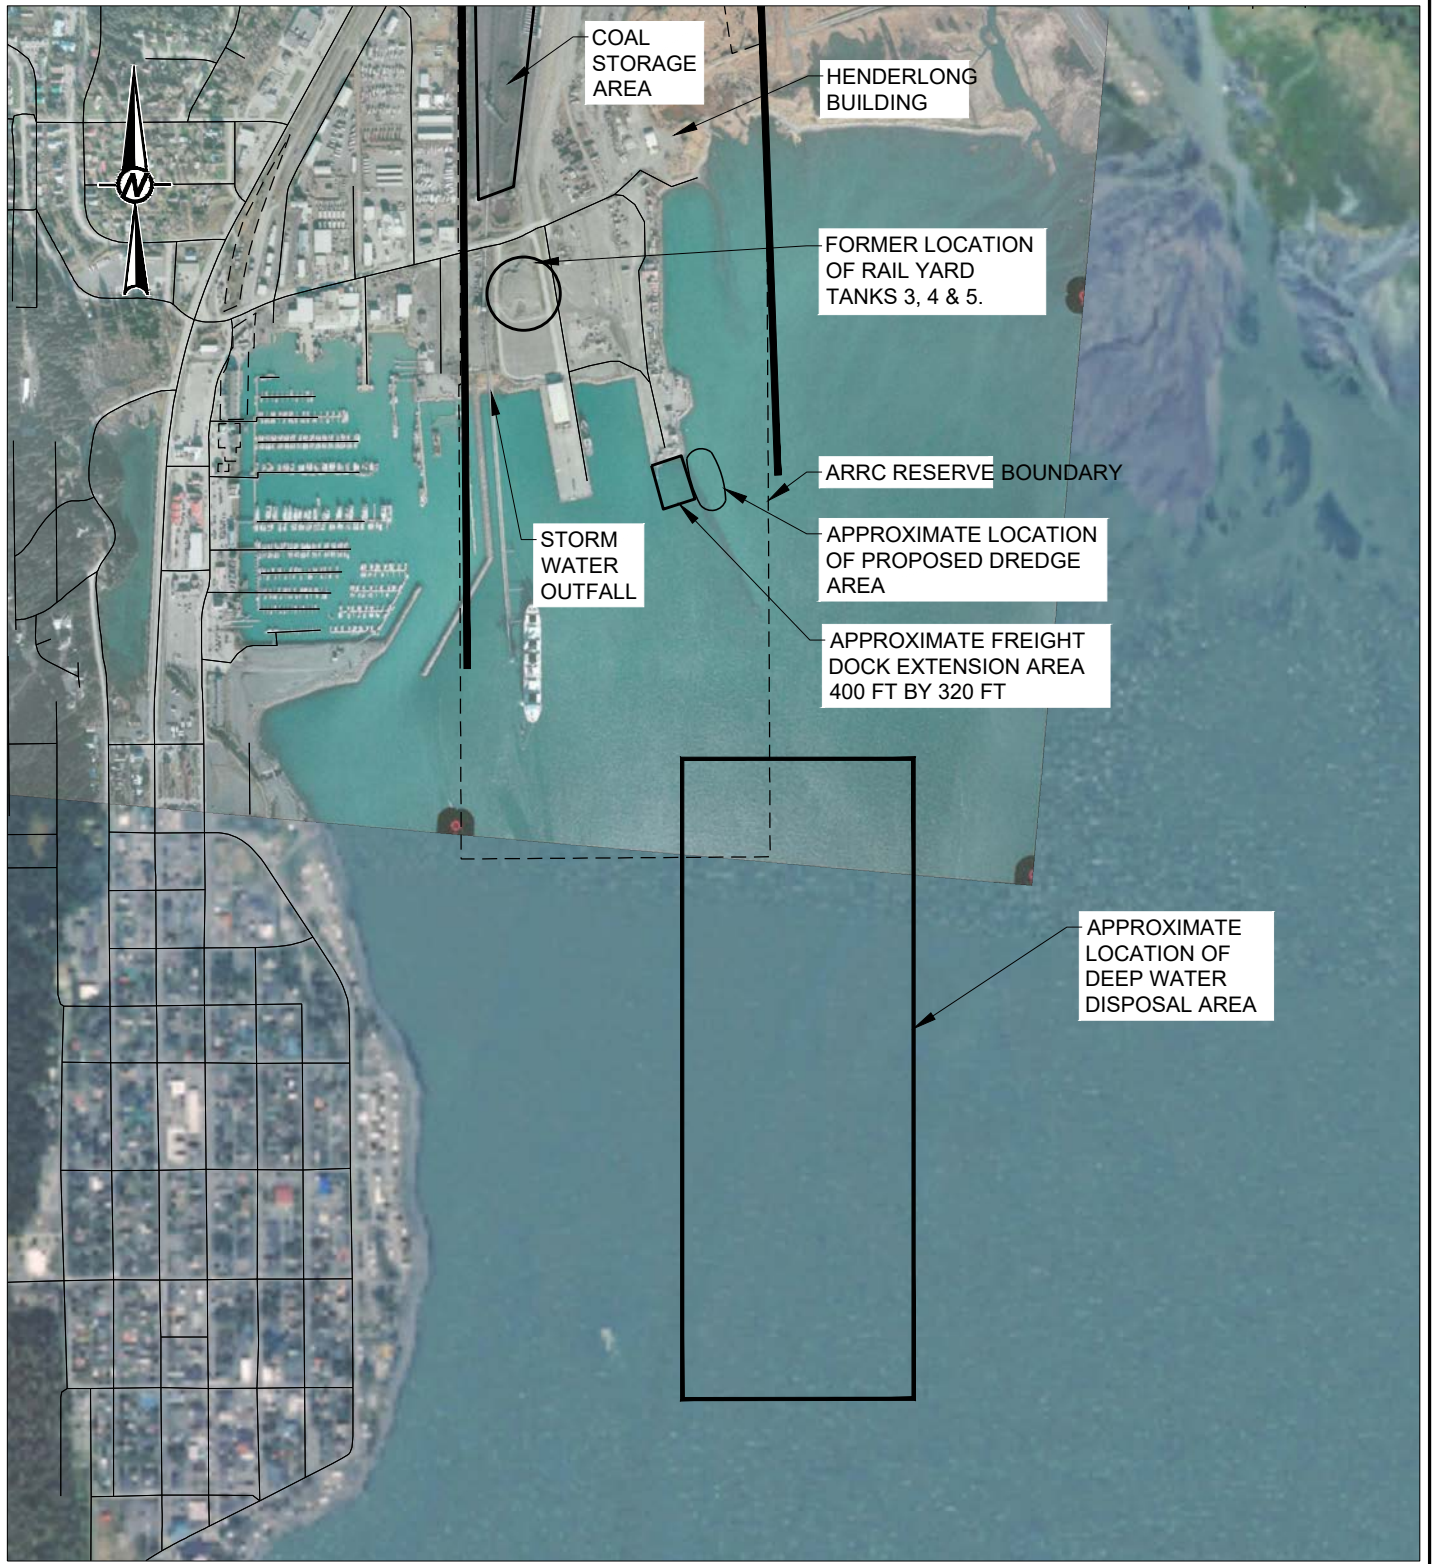 COAL
STORAGE
AREA
HENDERLONG
BUILDING
N
FORMER LOCATION
OF RAIL YARD
TANKS 3, 4 & 5.
ARRC RESERVE BOUNDARY
STORM
WATER
OUTFALL
APPROXIMATE LOCATION
OF PROPOSED DREDGE
AREA
APPROXIMATE FREIGHT
DOCK EXTENSION AREA
400 FT BY 320 FT
APPROXIMATE
LOCATION OF
DEEP WATER
DISPOSAL AREA